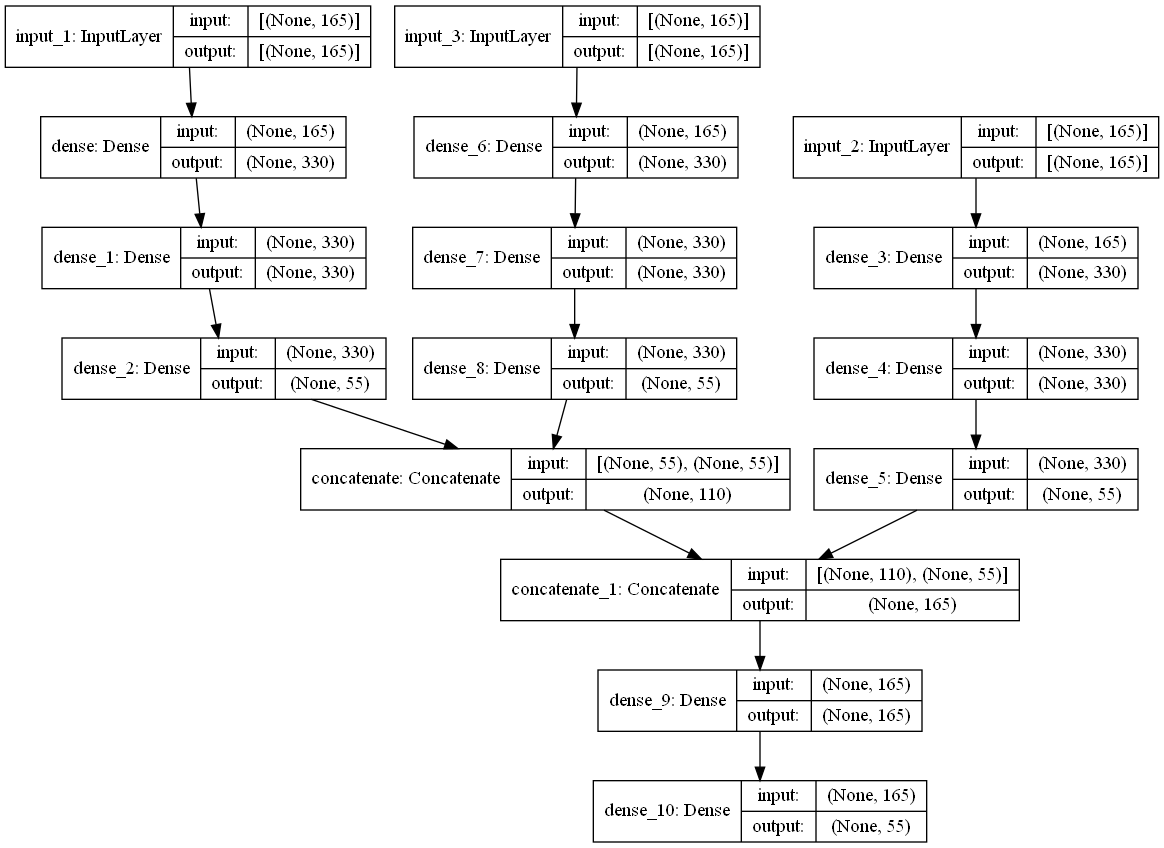 input_1: InputLayer
input: [(None, 165)]
output: [(None, 165)]
input_3: InputLayer
input: [(None, 165)]
output: [(None, 165)]
dense: Dense
input: (None, 165)
output: (None, 330)
dense_6: Dense
input: (None, 165)
output: (None, 330)
input_2: InputLayer
input: [(None, 165)]
output: [(None, 165)]
dense_1: Dense
input: (None, 330)
output: (None, 330)
dense_7: Dense
input: (None, 330)
output: (None, 330)
dense_3: Dense
input: (None, 165)
output: (None, 330)
dense_2: Dense
input: (None, 330)
output: (None, 55)
dense_8: Dense
input: (None, 330)
output: (None, 55)
dense_4: Dense
input: (None, 330)
output: (None, 330)
concatenate: Concatenate
input: [(None, 55), (None, 55)]
output: (None, 110)
dense_5: Dense
input: (None, 330)
output: (None, 55)
concatenate_1: Concatenate
input: [(None, 110), (None, 55)]
output: (None, 165)
dense_9: Dense
input: (None, 165)
output: (None, 165)
dense_10: Dense
input: (None, 165)
output: (None, 55)